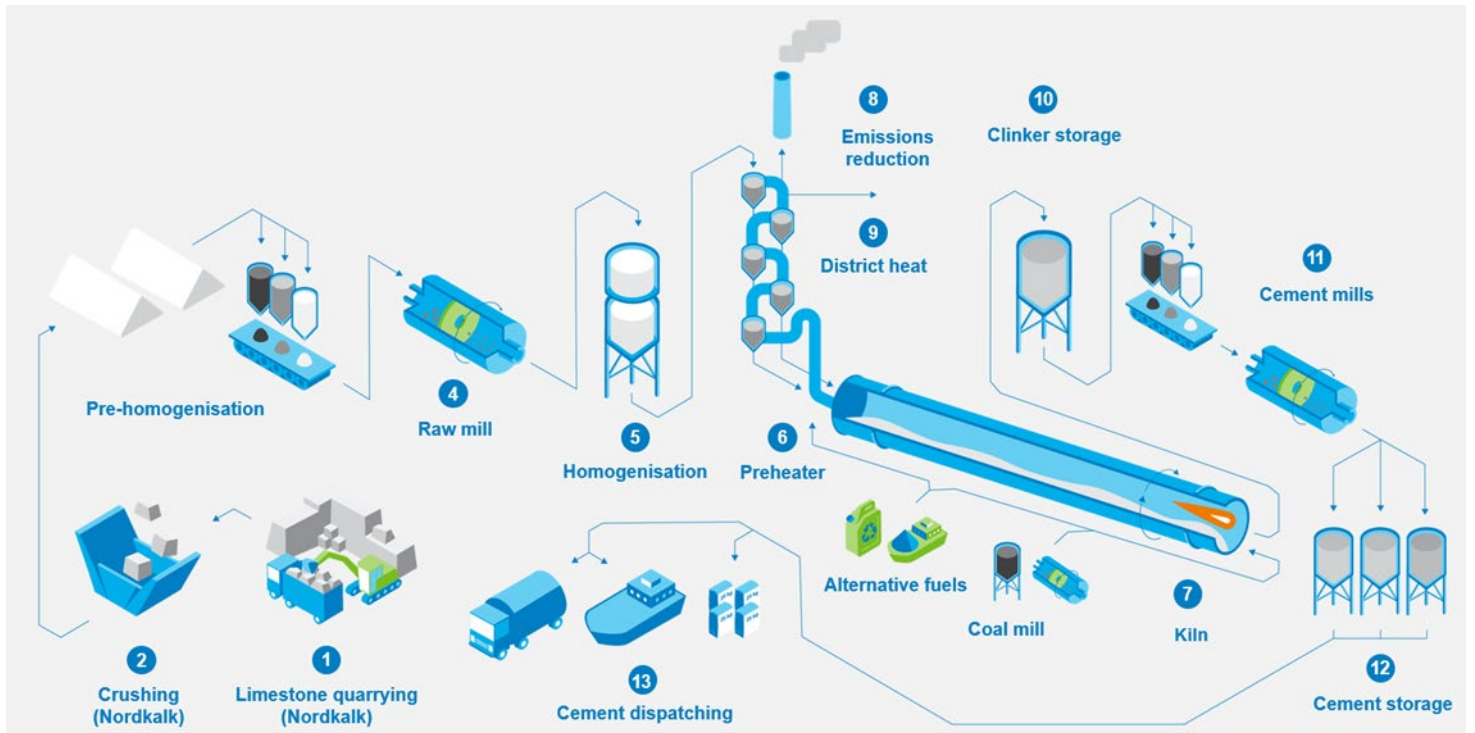 8
Emissions
reduction
10
Clinker storage
9
District heat
11
Cement mills
Pre-homogenisation
4
Raw mill
5
Homogenisation
6
Preheater
Alternative fuels
Coal mill
7
Kiln
2
Crushing
(Nordkalk)
1
Limestone quarrying
(Nordkalk)
13
Cement dispatching
12
Cement storage